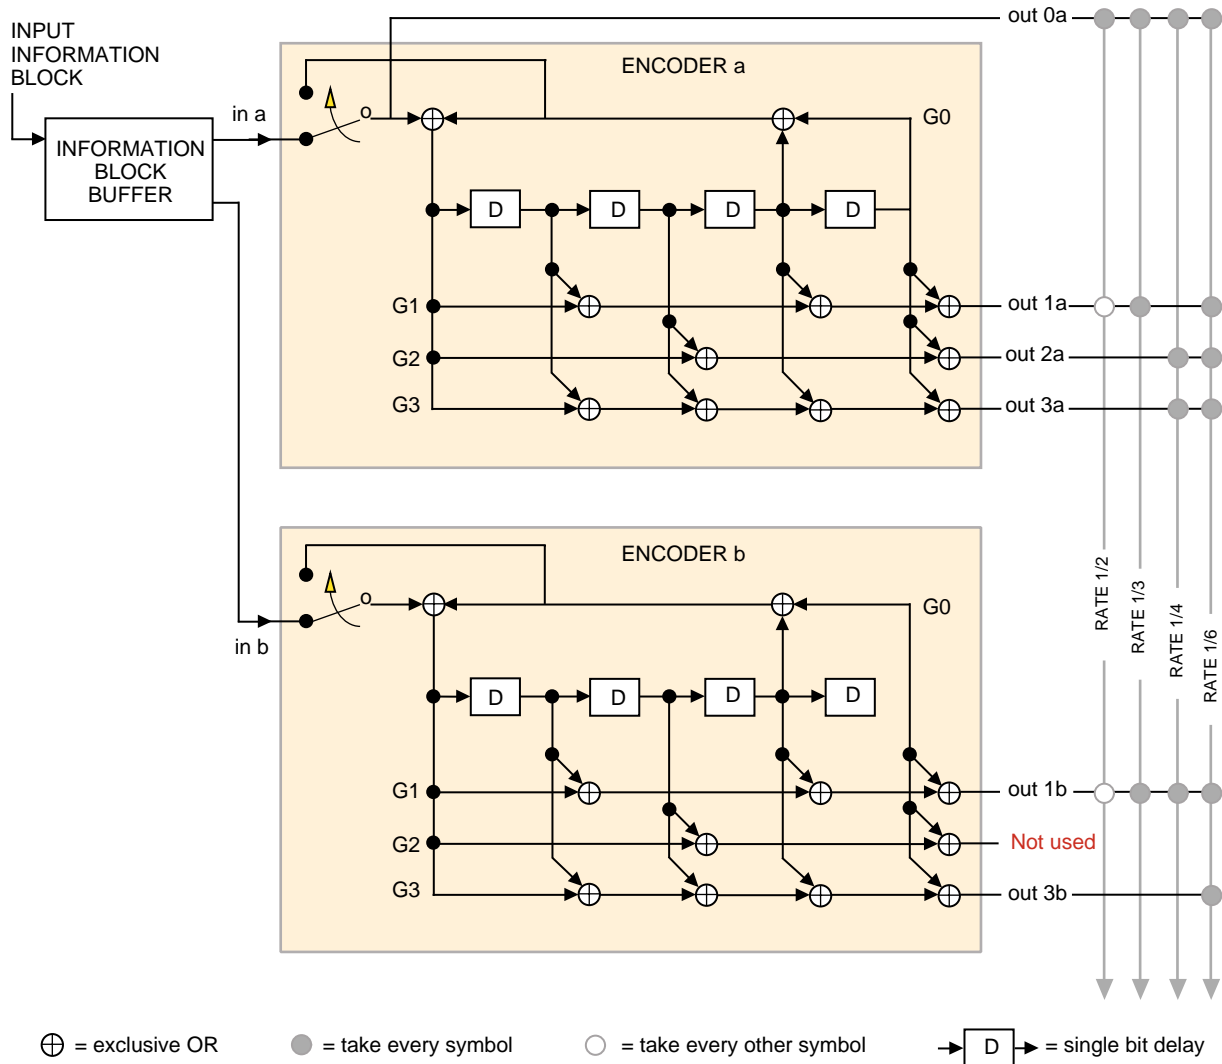 out 0a
INPUT
INFORMATION
BLOCK
ENCODER a
in a
o
G0
INFORMATION
BLOCK
BUFFER
D D D D
G1
out 1a
G2
out 2a
G3
out 3a
ENCODER b
o
G0
in b
RATE 1/2
RATE 1/3
RATE 1/4
RATE 1/6
D D D D
G1
out 1b
G2
Not used
G3
out 3b
= exclusive OR
= take every symbol
= take every other symbol
D = single bit delay